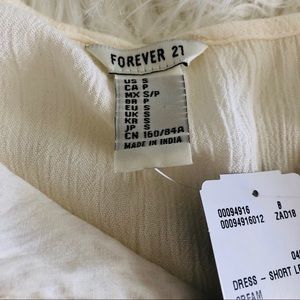 FOREVER 21
US S
CA P
MX S/P
BR P
EU S
UK S
KR S
JP S
CN 160/84A
MADE IN INDIA
00094916 8
00094916012 ZAD18
DRESS - SHORT
CREAM